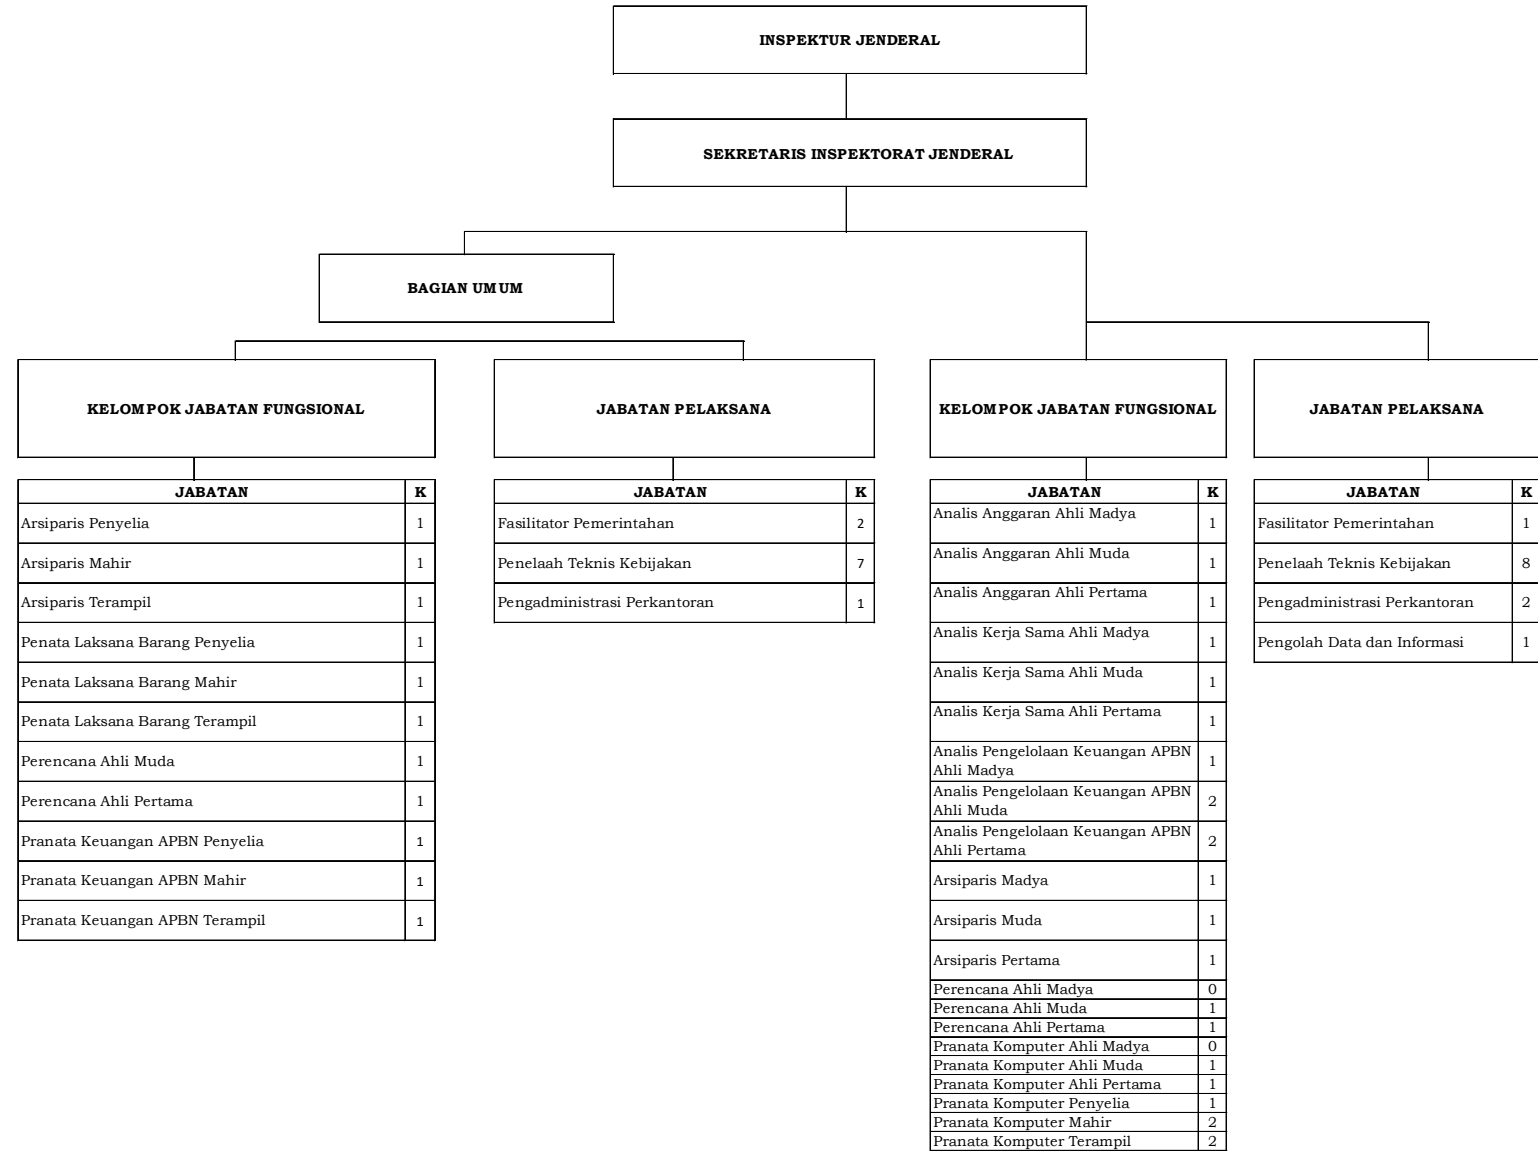 INSPEKTUR JENDERAL
SEKRETARIS INSPEKTORAT JENDERAL
BAGIAN UMUM
KELOMPOK JABATAN FUNGSIONAL
JABATAN K
Arsiparis Penyelia 1
Arsiparis Mahir 1
Arsiparis Terampil 1
Penata Laksana Barang Penyelia 1
Penata Laksana Barang Mahir 1
Penata Laksana Barang Terampil 1
Perencana Ahli Muda 1
Perencana Ahli Pertama 1
Pranata Keuangan APBN Penyelia 1
Pranata Keuangan APBN Mahir 1
Pranata Keuangan APBN Terampil 1
JABATAN PELAKSANA
JABATAN K
Fasilitator Pemerintahan 2
Penelaah Teknis Kebijakan 7
Pengadministrasi Perkantoran 1
KELOMPOK JABATAN FUNGSIONAL
JABATAN K
Analis Anggaran Ahli Madya 1
Analis Anggaran Ahli Muda 1
Analis Anggaran Ahli Pertama 1
Analis Kerja Sama Ahli Madya 1
Analis Kerja Sama Ahli Muda 1
Analis Kerja Sama Ahli Pertama 1
Analis Pengelolaan Keuangan APBN
Ahli Madya 1
Analis Pengelolaan Keuangan APBN
Ahli Muda 2
Analis Pengelolaan Keuangan APBN
Ahli Pertama 2
Arsiparis Madya 1
Arsiparis Muda 1
Arsiparis Pertama 1
Perencana Ahli Madya 0
Perencana Ahli Muda 1
Perencana Ahli Pertama 1
Pranata Komputer Ahli Madya 0
Pranata Komputer Ahli Muda 1
Pranata Komputer Ahli Pertama 1
Pranata Komputer Penyelia 1
Pranata Komputer Mahir 2
Pranata Komputer Terampil 2
JABATAN PELAKSANA
JABATAN K
Fasilitator Pemerintahan 1
Penelaah Teknis Kebijakan 8
Pengadministrasi Perkantoran 2
Pengolah Data dan Informasi 1